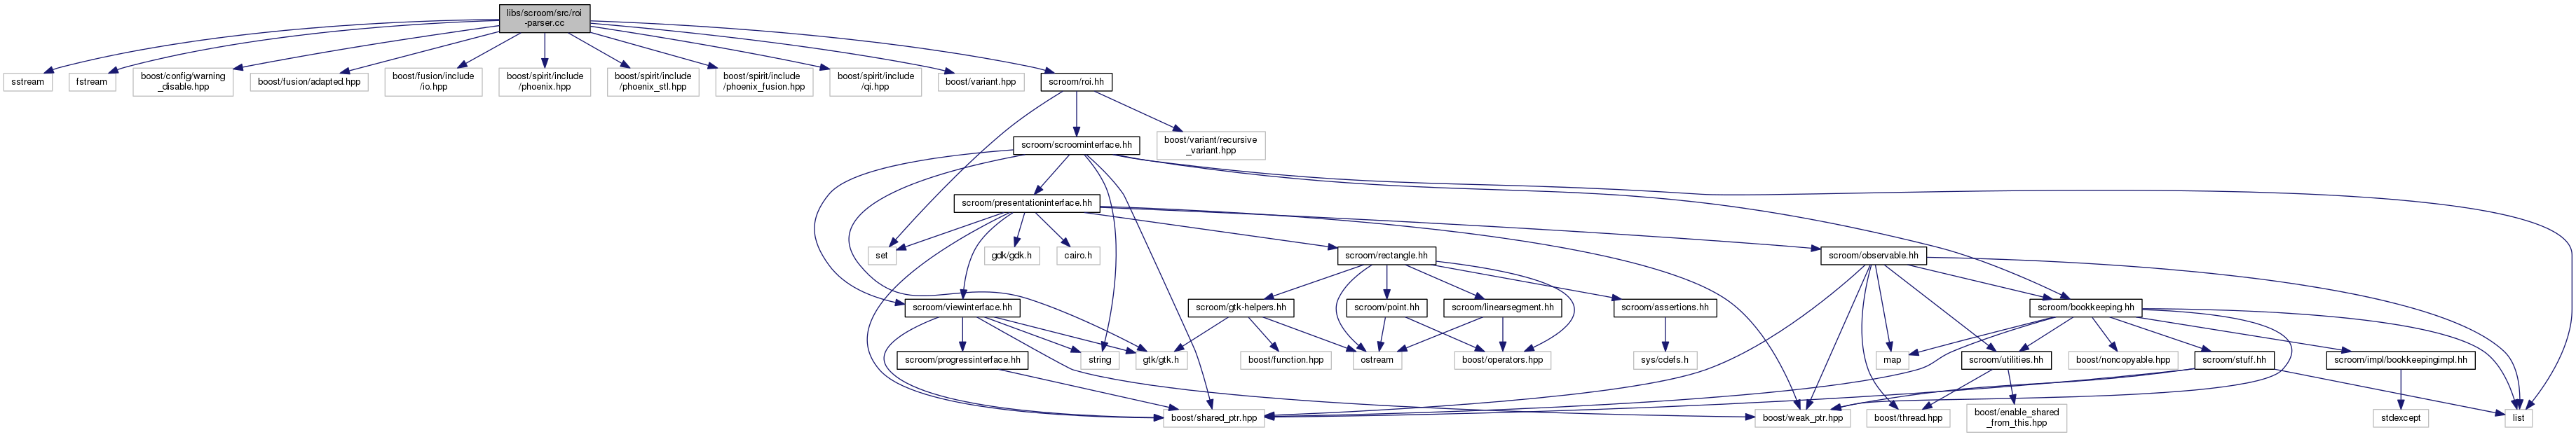 libs/scroom/src/roi
-parser.cc
sstream
fstream
boost/config/warning
_disable.hpp
boost/fusion/adapted.hpp
boost/fusion/include
/io.hpp
boost/spirit/include
/phoenix.hpp
boost/spirit/include
/phoenix_stl.hpp
boost/spirit/include
/phoenix_fusion.hpp
boost/spirit/include
/qi.hpp
boost/variant.hpp
scroom/roi.hh
scroom/scroominterface.hh
boost/variant/recursive
_variant.hpp
scroom/presentationinterface.hh
set
gdk/gdk.h
cairo.h
scroom/rectangle.hh
scroom/observable.hh
scroom/viewinterface.hh
scroom/gtk-helpers.hh
scroom/point.hh
scroom/linearsegment.hh
scroom/assertions.hh
scroom/bookkeeping.hh
scroom/progressinterface.hh
string
gtk/gtk.h
boost/function.hpp
ostream
boost/operators.hpp
sys/cdefs.h
map
scroom/utilities.hh
boost/noncopyable.hpp
scroom/stuff.hh
scroom/impl/bookkeepingimpl.hh
boost/shared_ptr.hpp
boost/weak_ptr.hpp
boost/thread.hpp
boost/enable_shared
_from_this.hpp
stdexcept
list